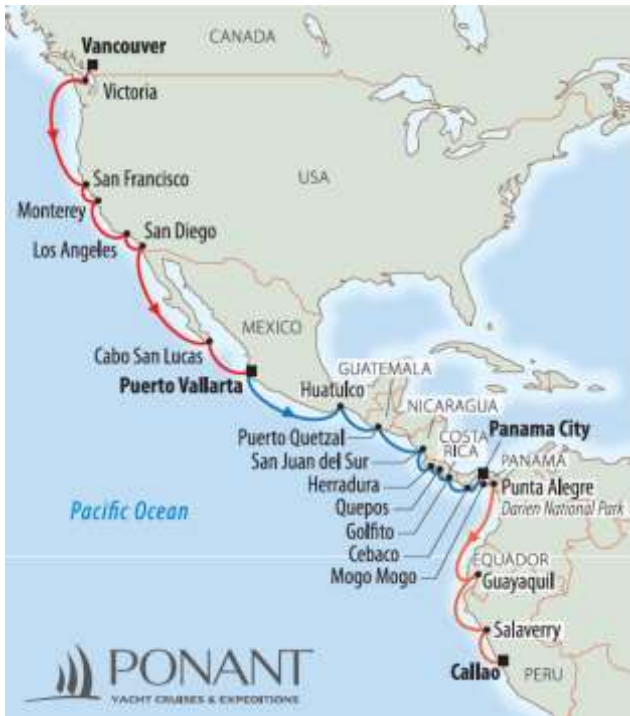 CANADA
Vancouver
Victoria
USA
San Francisco
Monterey
San Diego
Los Angeles
MEXICO
Cabo San Lucas
Puerto Vallarta
GUATEMALA
Huatulco
NICARAGUA
Puerto Quetzal
COSTA
RICA
Panama City
San Juan del Sur
PANAMA
Herradura
Punta Alegre
Quepos
Darien National Park
Pacific Ocean
Golfito
Cebaco
EQUADOR
Mogo Mogo
Guayaquil
Salaverry
Callao
PERU
PONANT
YACHT CRUISES & EXPEDITIONS